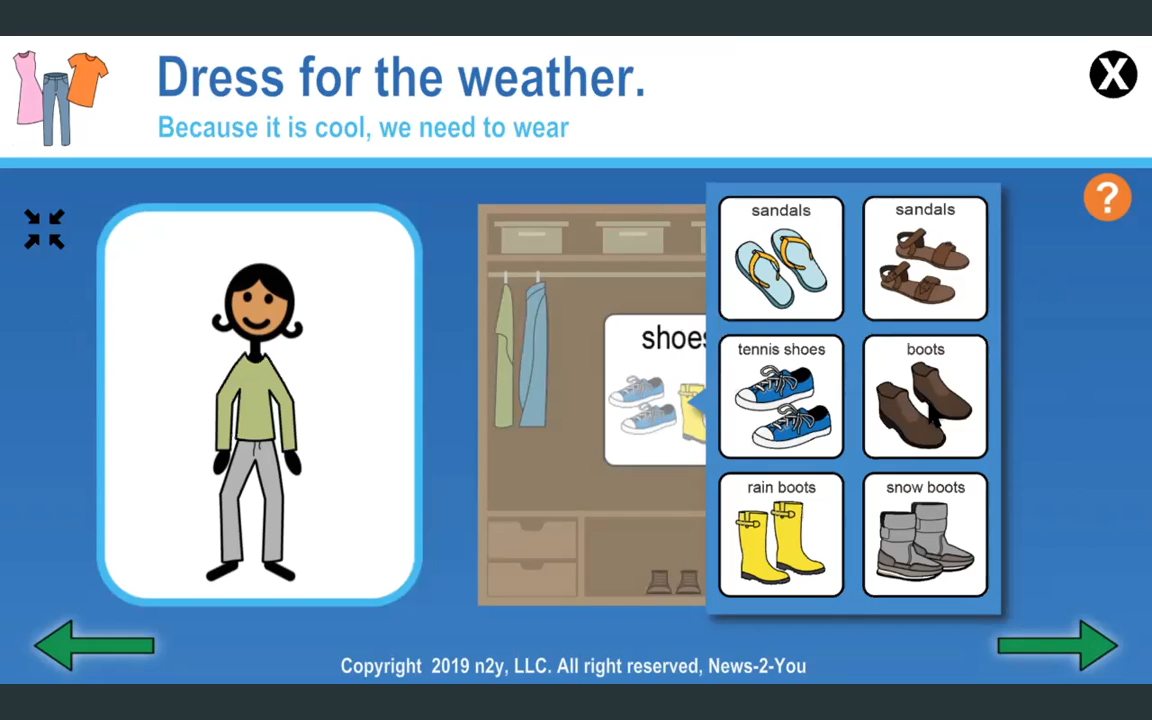 Dress for the weather.
X
Because it is cool, we need to wear
?
sandals
sandals
shoes
tennis shoes
boots
rain boots
snow boots
Copyright 2019 n2y, LLC. All right reserved, News-2-You